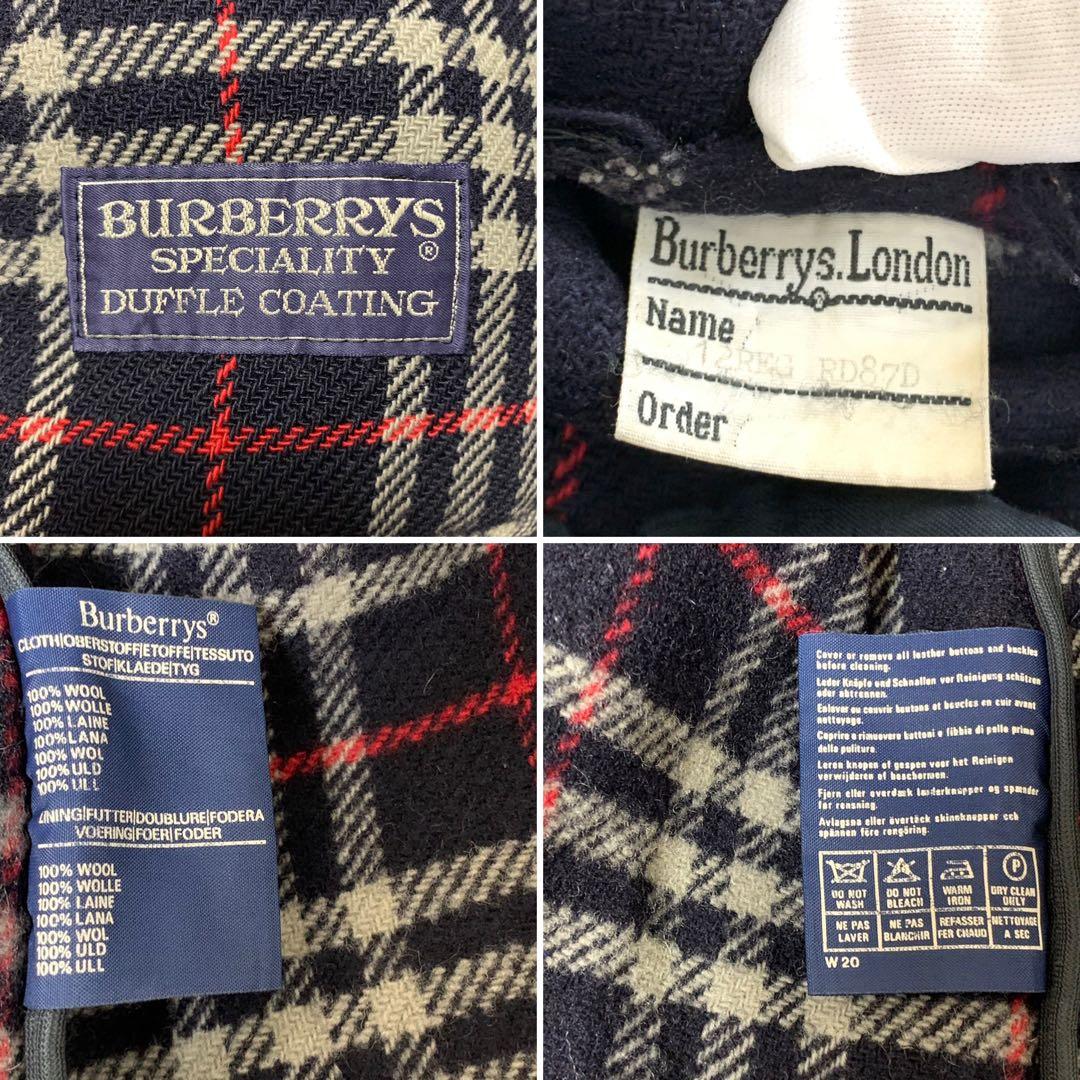 BURBERRYS
SPECIALITY ®
DUFFLE COATING
Burberrys.London
Name
12REG RD87D
Order
Burberrys®
CLOTH|OBERSTOFF|ETOFFE|TESSUTO
STOF|KLAEDE|TYG
100% WOOL
100% WOLLE
100% LAINE
100% LANA
100% WOL
100% ULD
100% ULL
LINING|FUTTER|DOUBLURE|FODERA
VOERING|FOER|FODER
100% WOOL
100% WOLLE
100% LAINE
100% LANA
100% WOL
100% ULD
100% ULL
Cover or remove all leather buttons and buckles
before cleaning.
Leder Knöpfe und Schnallen vor Reinigung schätzen
oder abtrennen.
Enlever ou couvrir boutons et boucles en cuir avant
nettoyage.
Coprire o rimuovere bottoni e fibbia di pelle prima
della pulitura.
Leren knopen of gespen voor het Reinigen
verwijderen of beschermen.
Fjern eller overdæk læderknapper og spænder
før rensning.
Avlagsna eller övertäck skinnknappar och
spännen före rengöring.
DO NOT WASH
DO NOT BLEACH
WARM IRON
P
DRY CLEAN ONLY
NE PAS LAVER
NE PAS BLANCHIR
REPASSER FER CHAUD
NETTOYAGE A SEC
W 20